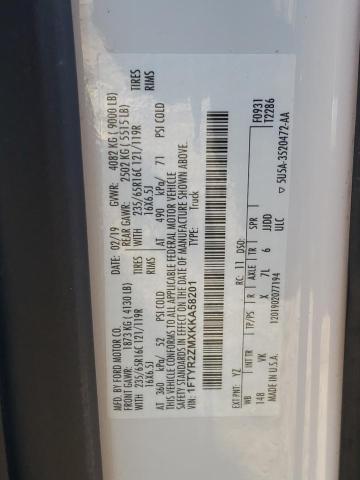 MFD. BY FORD MOTOR CO.
DATE: 02/19 GVWR: 4082 KG (9000 LB)
FRONT GAWR: 1873 KG (4130 LB) REAR GAWR: 2502 KG (5515 LB)
WITH 235/65R16C 121/119R WITH 235/65R16C 121/119R TIRES
16X6.5J 16X6.5J RIMS
AT 360 kPa/ 52 PSI COLD AT 490 kPa/ 71 PSI COLD
THIS VEHICLE CONFORMS TO ALL APPLICABLE FEDERAL MOTOR VEHICLE
SAFETY STANDARDS IN EFFECT ON THE DATE OF MANUFACTURE SHOWN ABOVE.
VIN: 1FTYR2ZMXKKA58201
TYPE: Truck
F0931
T2286
EXT PNT: YZ RC: 11 DSO:
WB INT TR TP/PS R AXLE TR SPR
148 VK X 7L 6 JJDD
ULC
MADE IN U.S.A. 1201902077194
5U5A-3520472-AA
TIRES
RIMS